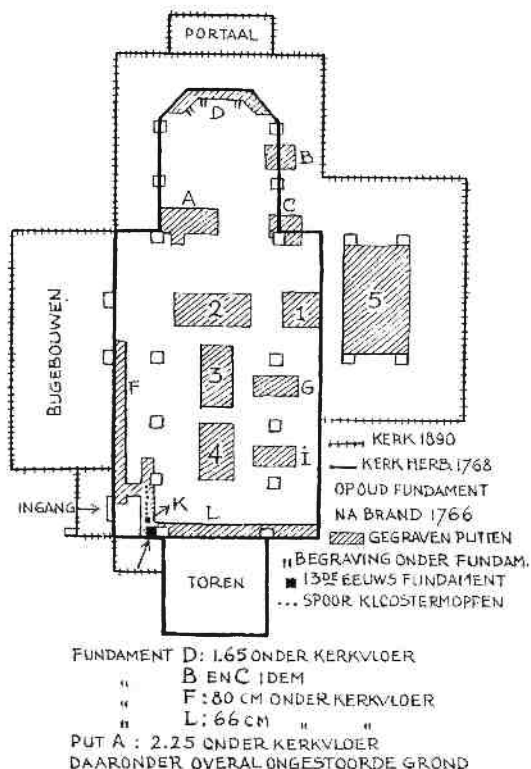 PORTAAL
D
B
A
C
BIJGEBOUWEN
2
1
5
3
F
G
4
i
INGANG
K
L
TOREN
KERK 1890
KERK HERB. 1768
OP OUD FUNDAMENT
NA BRAND 1766
GEGRAVEN PUTTEN
BEGRAVING ONDER FUNDAM.
13DE EEUWS FUNDAMENT
... SPOOR KLOOSTERMOPPEN
FUNDAMENT D: 1.65 ONDER KERKVLOER
" B EN C IDEM
" F: 80 CM ONDER KERKVLOER
" L: 66 CM " "
PUT A: 2.25 ONDER KERKVLOER
DAARONDER OVERAL ONGESTOORDE GROND